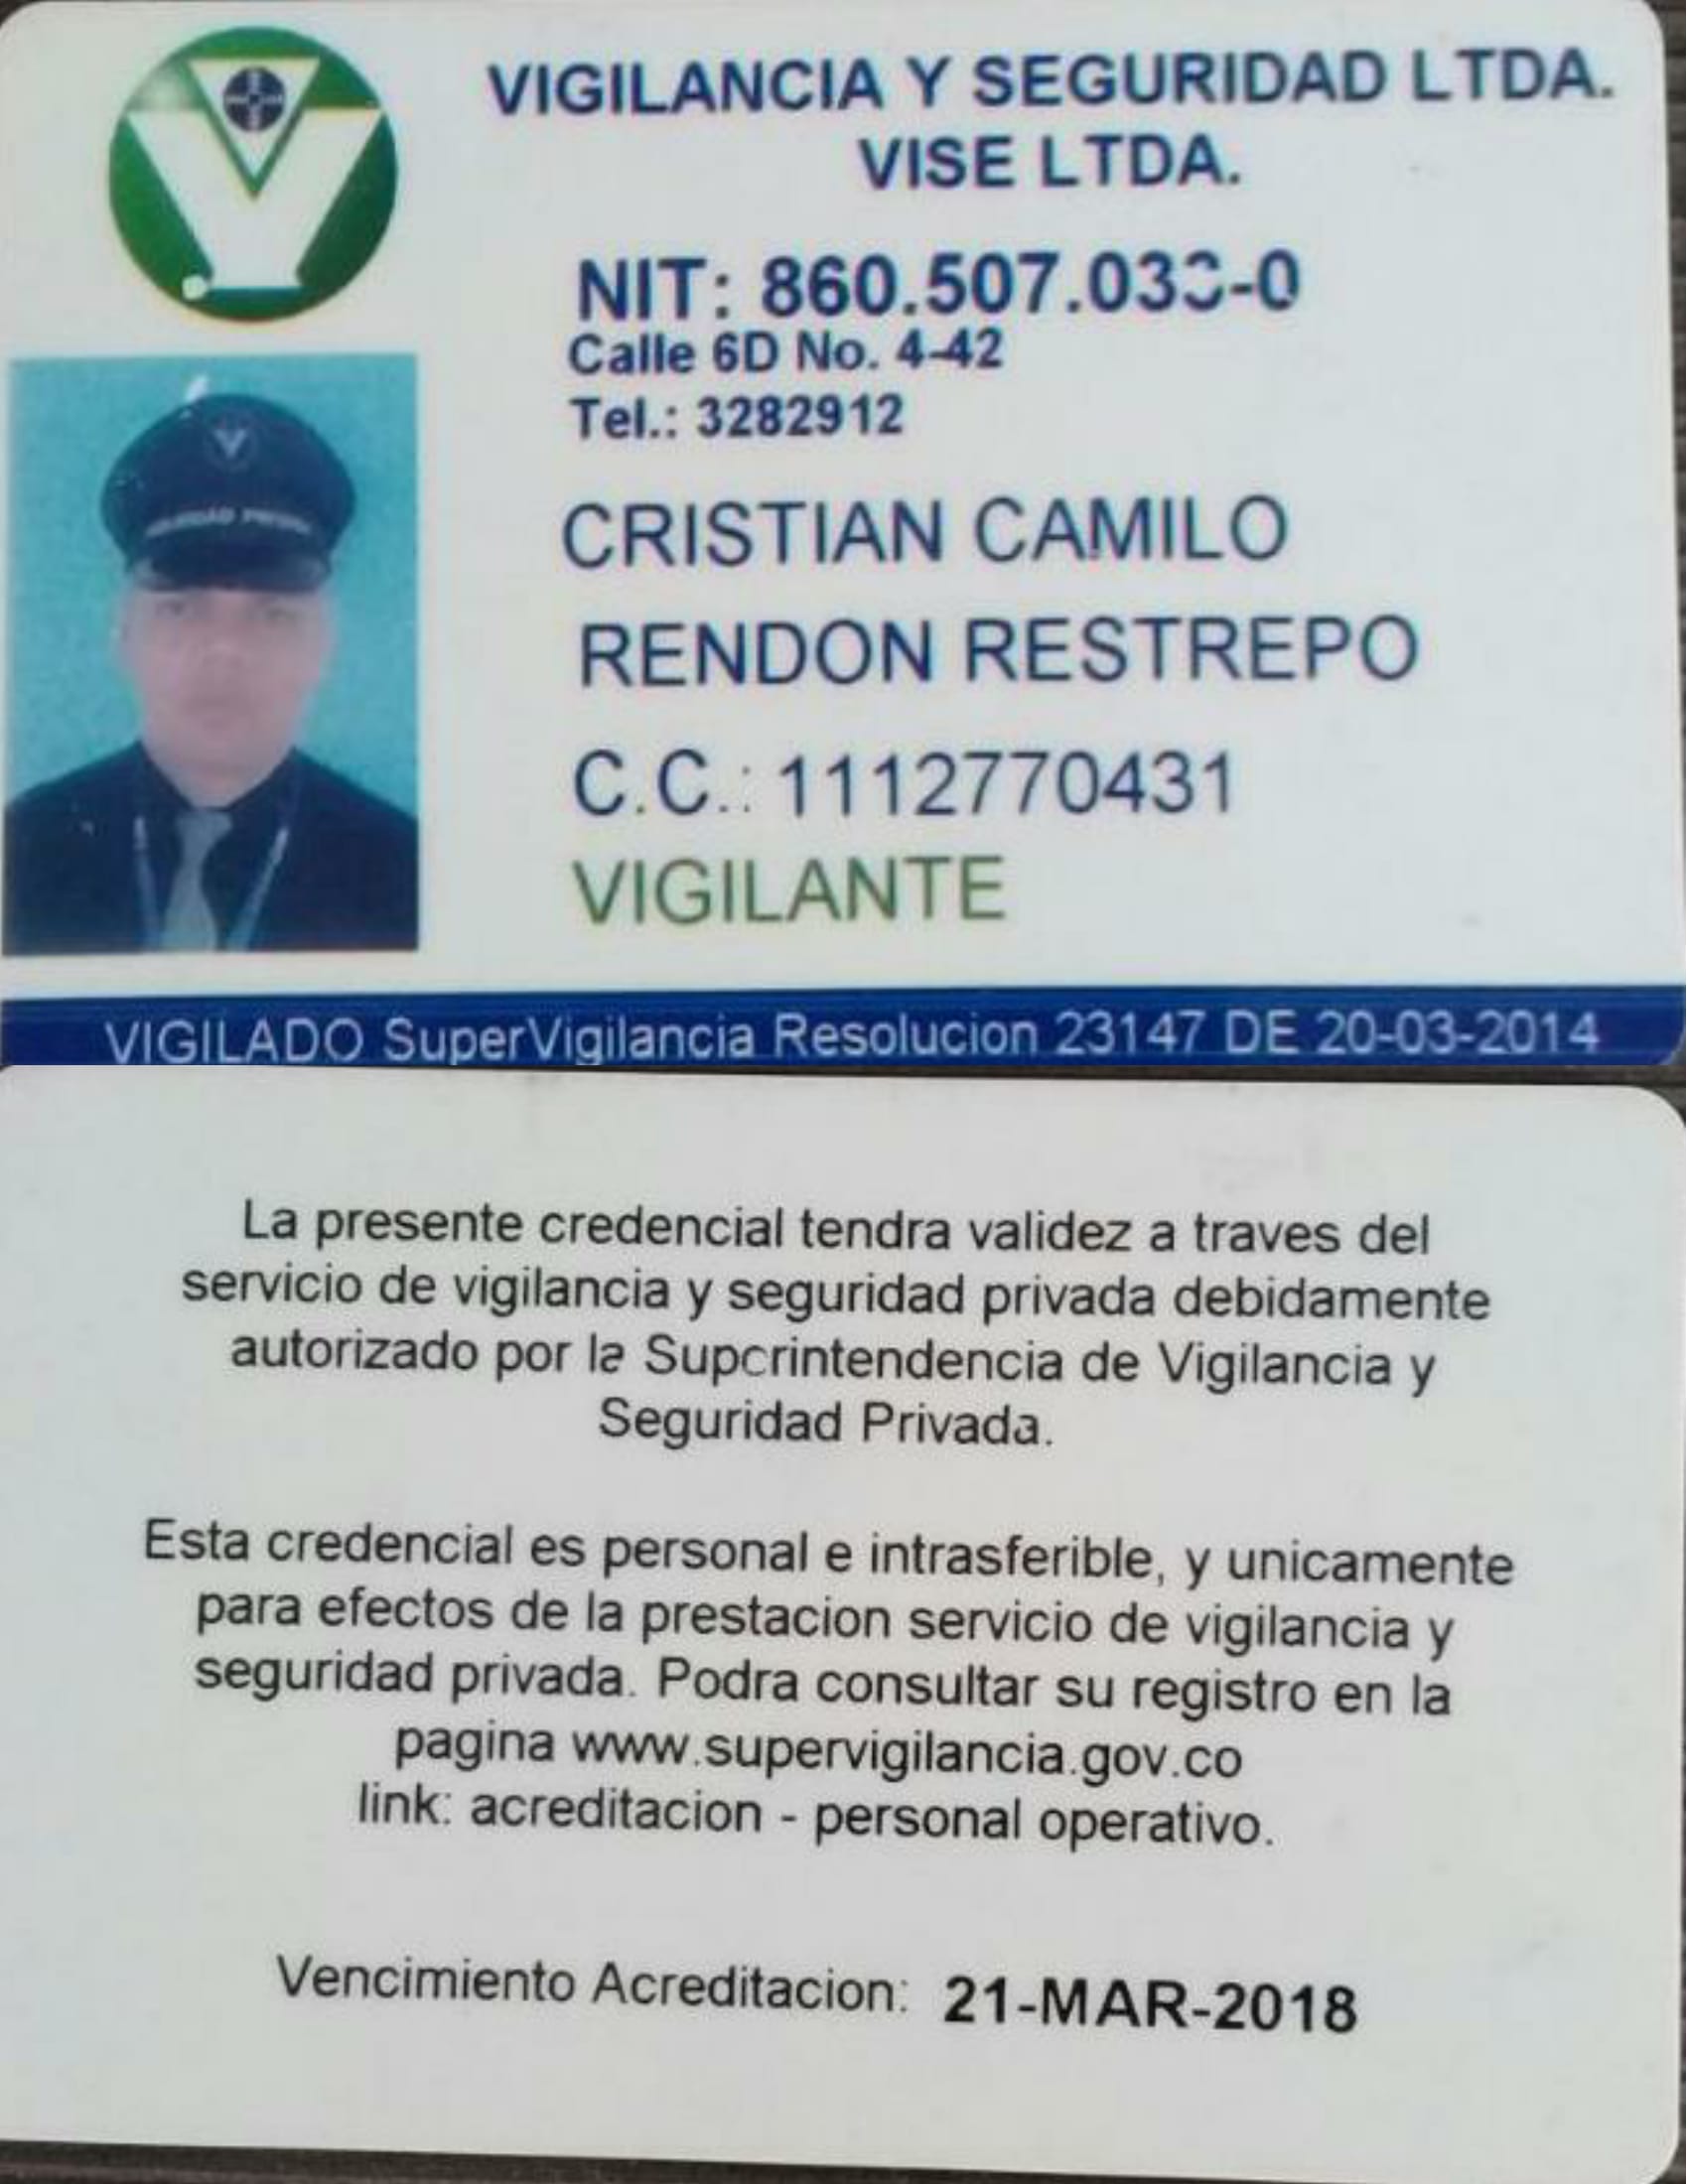 VIGILANCIA Y SEGURIDAD LTDA.
VISE LTDA.
NIT: 860.507.033-0
Calle 6D No. 4-42
Tel.: 3282912
CRISTIAN CAMILO
RENDON RESTREPO
C.C.: 1112770431
VIGILANTE
VIGILADO SuperVigilancia Resolucion 23147 DE 20-03-2014
La presente credencial tendra validez a traves del
servicio de vigilancia y seguridad privada debidamente
autorizado por la Superintendencia de Vigilancia y
Seguridad Privada.
Esta credencial es personal e intrasferible, y unicamente
para efectos de la prestacion servicio de vigilancia y
seguridad privada. Podra consultar su registro en la
pagina www.supervigilancia.gov.co
link: acreditacion - personal operativo.
Vencimiento Acreditacion: 21-MAR-2018